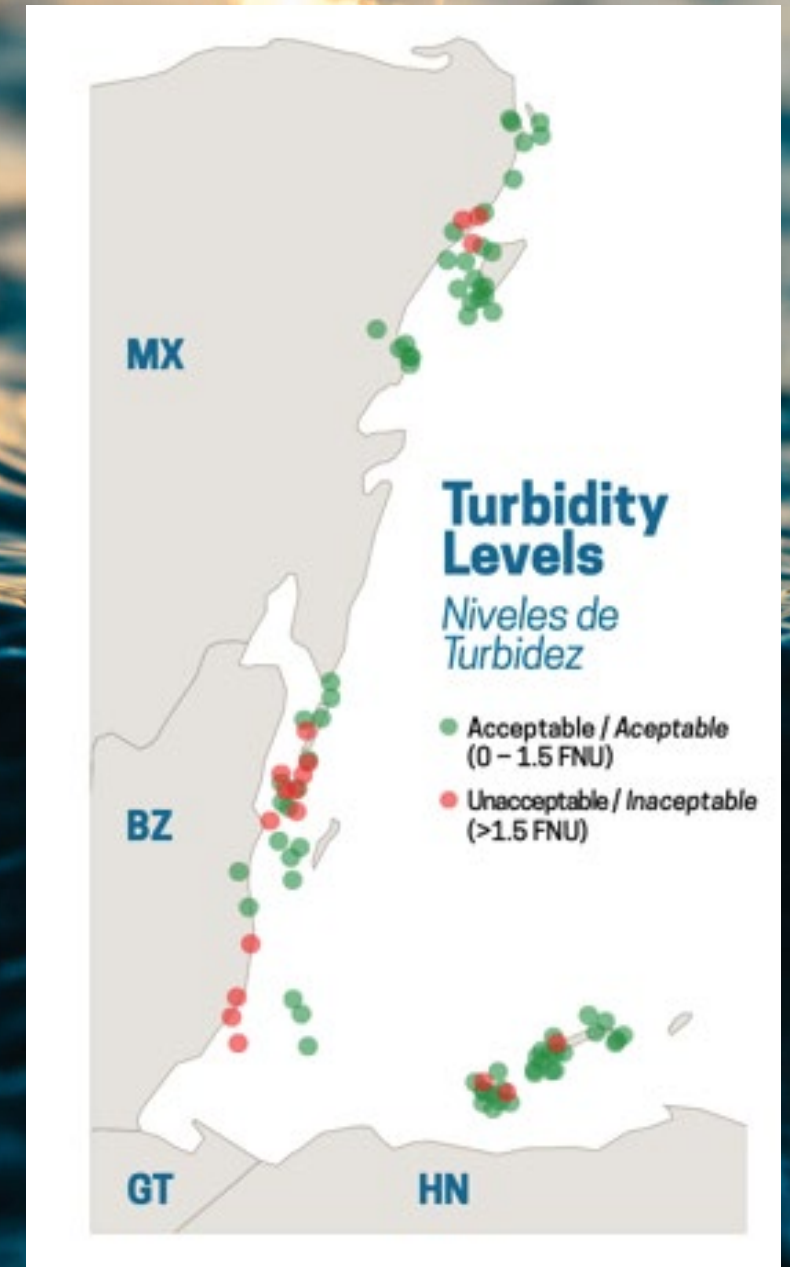 MX
Turbidity
Levels
Niveles de
Turbidez
Acceptable / Aceptable
(0 – 1.5 FNU)
Unacceptable / Inaceptable
(>1.5 FNU)
BZ
GT
HN